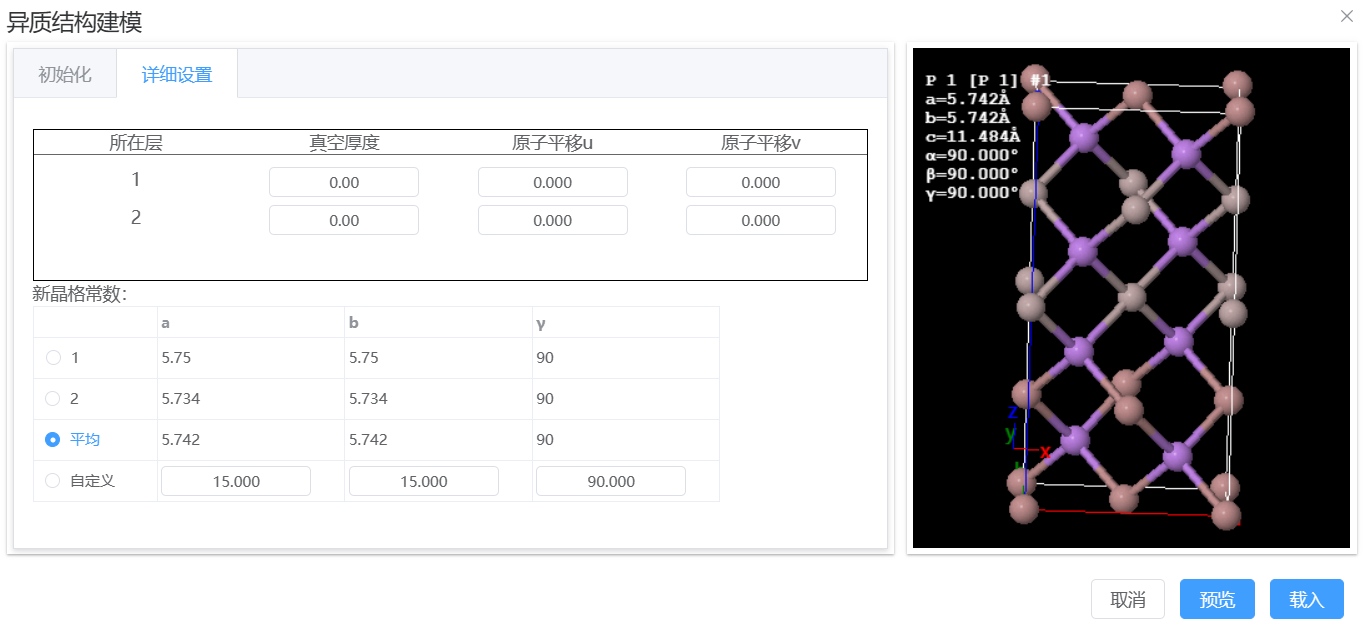 异质结构建模
初始化 详细设置
所在层 真空厚度 原子平移u 原子平移v
1 0.00 0.000 0.000
2 0.00 0.000 0.000
新晶格常数：
a b γ
1 5.75 5.75 90
2 5.734 5.734 90
平均 5.742 5.742 90
自定义 15.000 15.000 90.000
P 1 [P 1] #1
a=5.742Å
b=5.742Å
c=11.484Å
α=90.000°
β=90.000°
γ=90.000°
z
y
x
取消 预览 载入